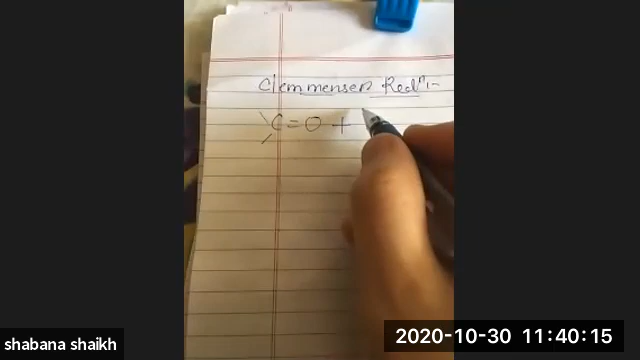 Clemmensen Redⁿ:-
C=O +
shabana shaikh
2020-10-30 11:40:15